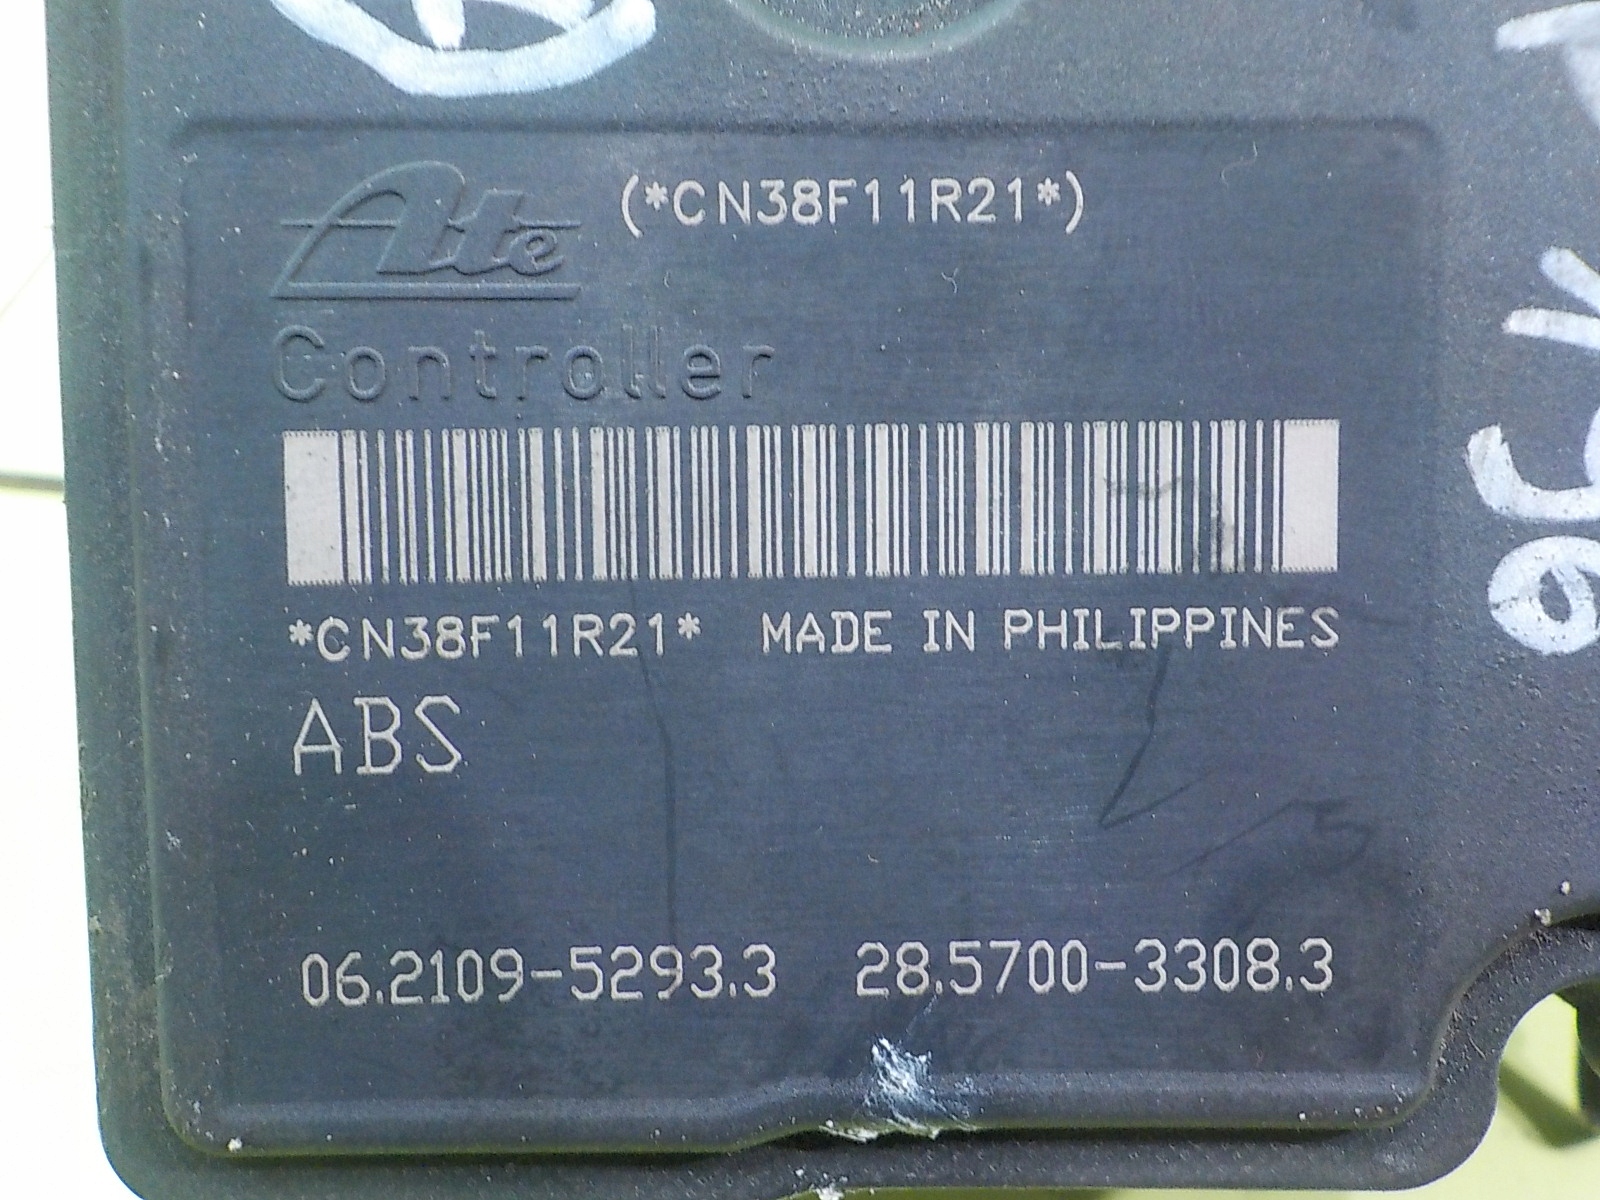 Ate (*CN38F11R21*)
Controller
*CN38F11R21* MADE IN PHILIPPINES
ABS
06.2109-5293.3 28.5700-3308.3